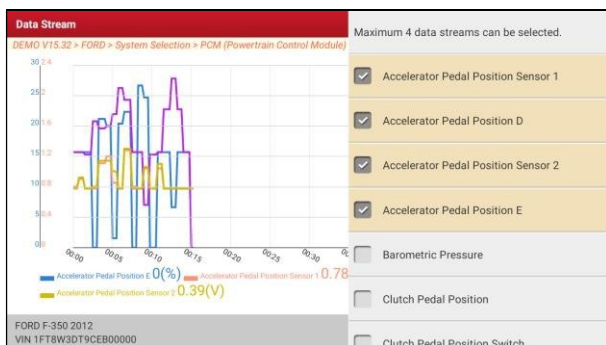 Data Stream
DEMO V15.32 > FORD > System Selection > PCM (Powertrain Control Module)
30 2.4
25 2
20 1.6
15 1.2
10 0.8
5 0.4
0 0
00:00 00:05 00:10 00:15 00:20 00:25 00:30
Accelerator Pedal Position E 0(%) Accelerator Pedal Position Sensor 1 0.78
Accelerator Pedal Position Sensor 2 0.39(V)
FORD F-350 2012
VIN 1FT8W3DT9CEB00000
Maximum 4 data streams can be selected.
Accelerator Pedal Position Sensor 1
Accelerator Pedal Position D
Accelerator Pedal Position Sensor 2
Accelerator Pedal Position E
Barometric Pressure
Clutch Pedal Position
Clutch Pedal Position Switch